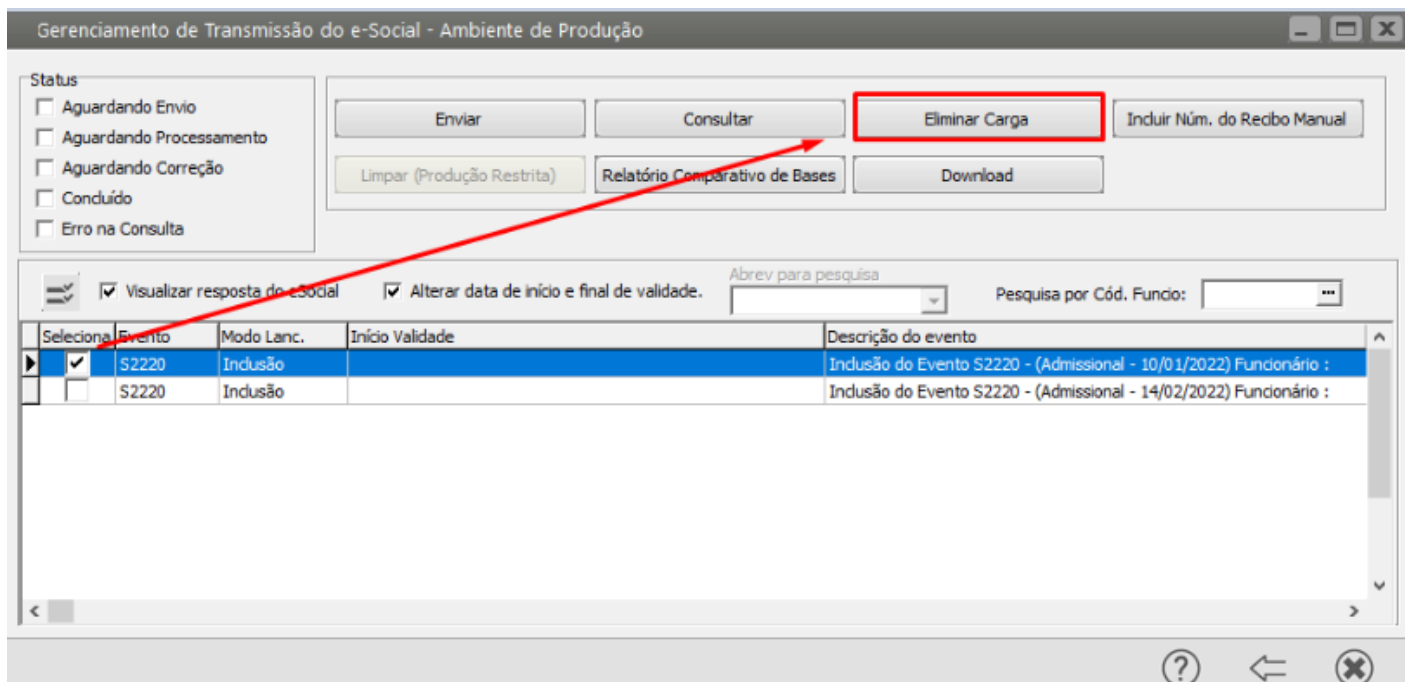 Gerenciamento de Transmissão do e-Social - Ambiente de Produção
Status
Aguardando Envio
Aguardando Processamento
Aguardando Correção
Concluído
Erro na Consulta
Enviar
Consultar
Eliminar Carga
Incluir Núm. do Recibo Manual
Limpar (Produção Restrita)
Relatório Comparativo de Bases
Download
Visualizar resposta do eSocial
Alterar data de início e final de validade.
Abrev para pesquisa
Pesquisa por Cód. Funcio:
...
Seleciona Evento Modo Lanc. Início Validade Descrição do evento
S2220 Inclusão Inclusão do Evento S2220 - (Admissional - 10/01/2022) Funcionário :
S2220 Inclusão Inclusão do Evento S2220 - (Admissional - 14/02/2022) Funcionário :
?